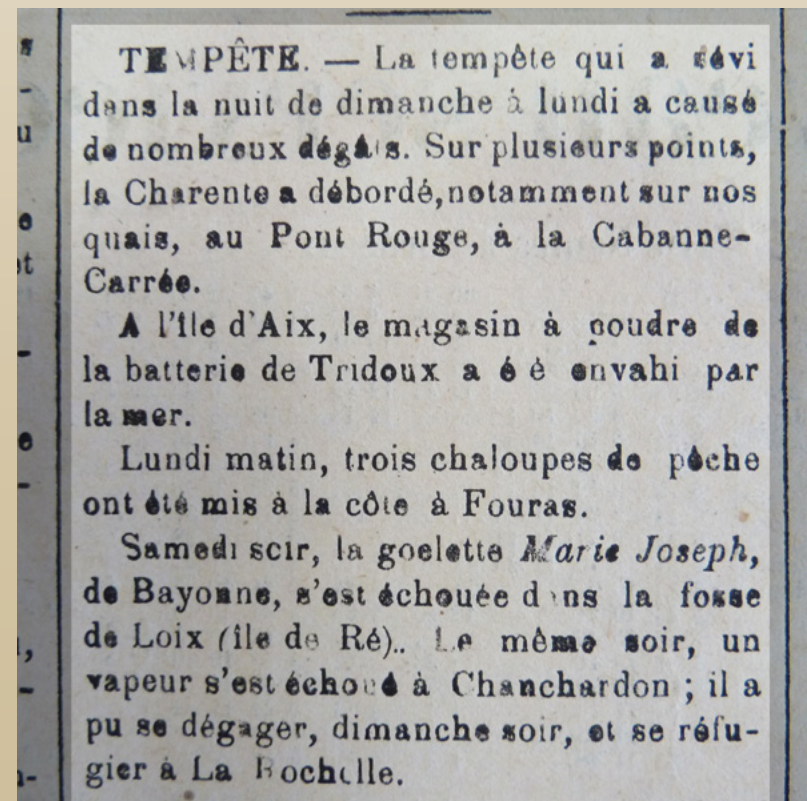 TEMPÊTE. — La tempête qui a sévi
dans la nuit de dimanche à lundi a causé
de nombreux dégâts. Sur plusieurs points,
la Charente a débordé, notamment sur nos
quais, au Pont Rouge, à la Cabanne-
Carrée.
A l'île d'Aix, le magasin à poudre de
la batterie de Tridoux a é é envahi par
la mer.
Lundi matin, trois chaloupes de pêche
ont été mis à la côte à Fouras.
Samedi soir, la goelette Marie Joseph,
de Bayonne, s'est échouée dans la fosse
de Loix (île de Ré).. Le même soir, un
vapeur s'est échoué à Chanchardon ; il a
pu se dégager, dimanche soir, et se réfu-
gier à La Rochelle.